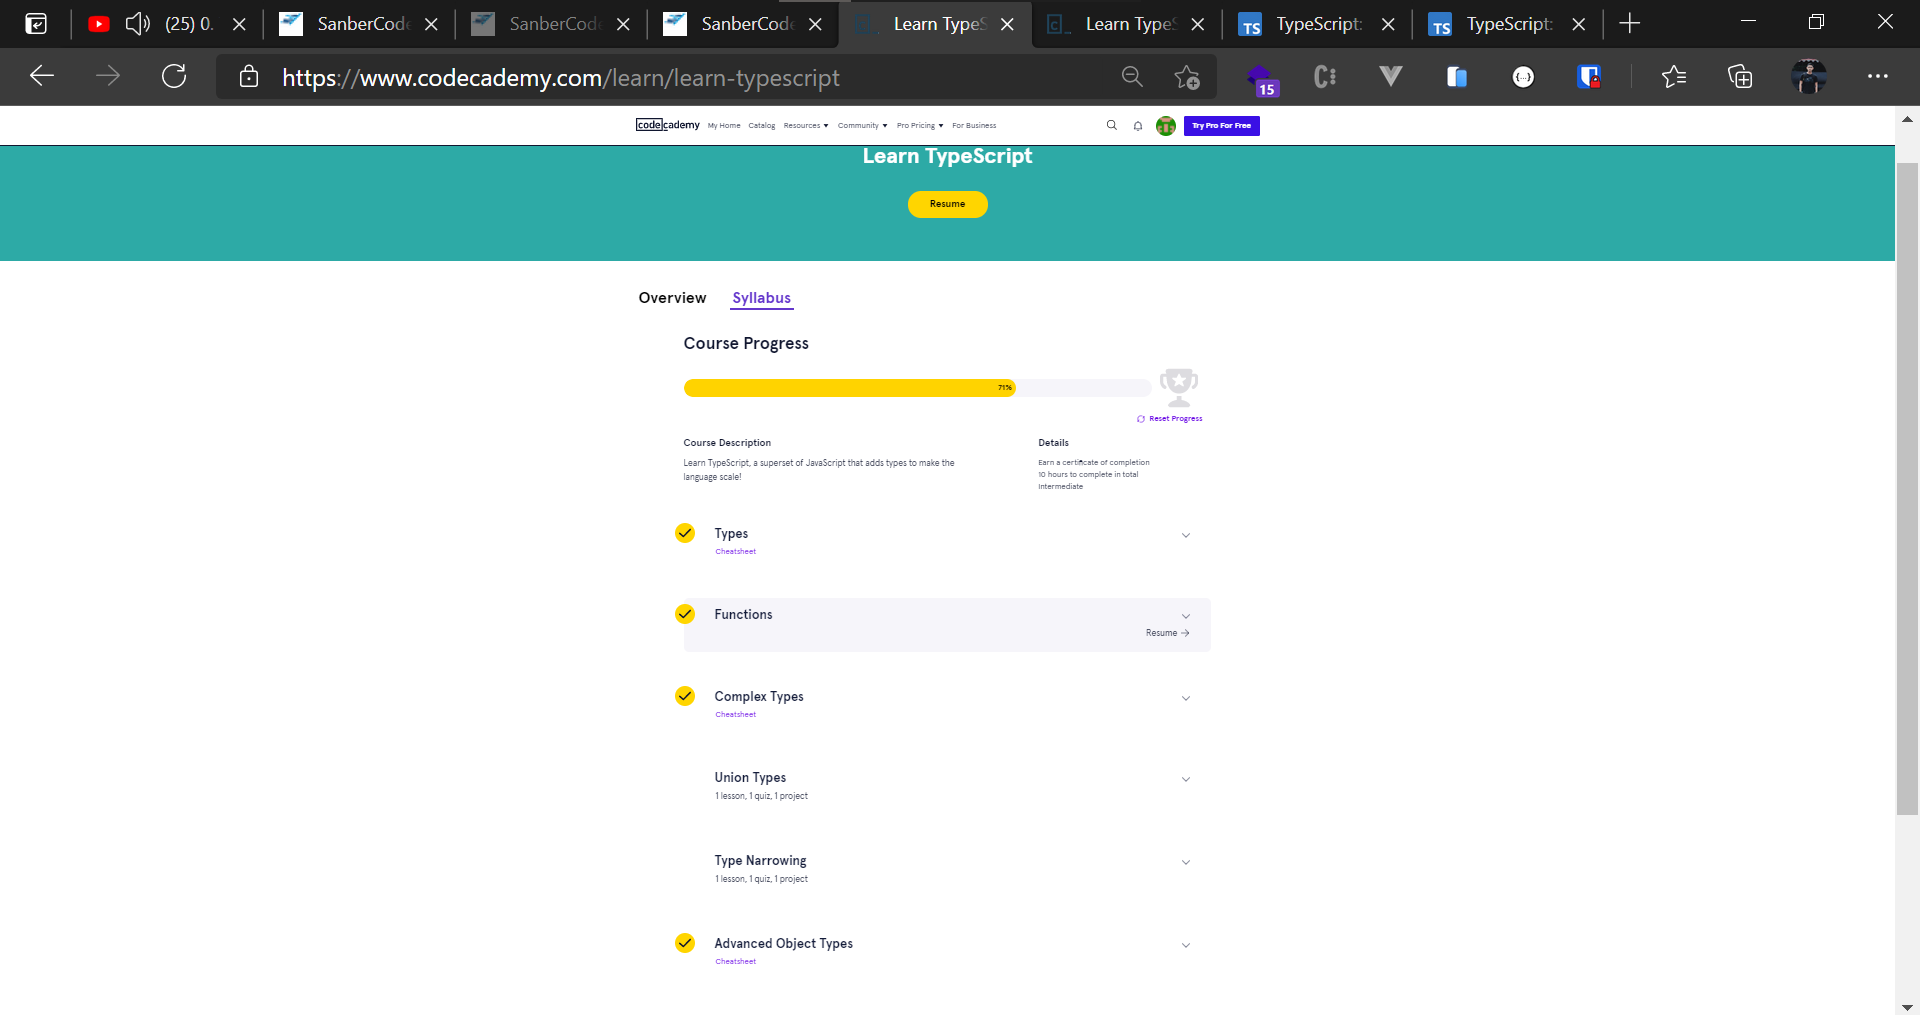 (25) 0.
SanberCode
SanberCode
SanberCode
Learn TypeS
Learn TypeS
TypeScript:
TypeScript:
https://www.codecademy.com/learn/learn-typescript
15
codecademy My Home Catalog Resources Community Pro Pricing For Business Try Pro For Free
Learn TypeScript
Resume
Overview Syllabus
Course Progress
71%
Reset Progress
Course Description
Learn TypeScript, a superset of JavaScript that adds types to make the
language scale!
Details
Earn a certificate of completion
10 hours to complete in total
Intermediate
Types
Cheatsheet
Functions
Resume
Complex Types
Cheatsheet
Union Types
1 lesson, 1 quiz, 1 project
Type Narrowing
1 lesson, 1 quiz, 1 project
Advanced Object Types
Cheatsheet